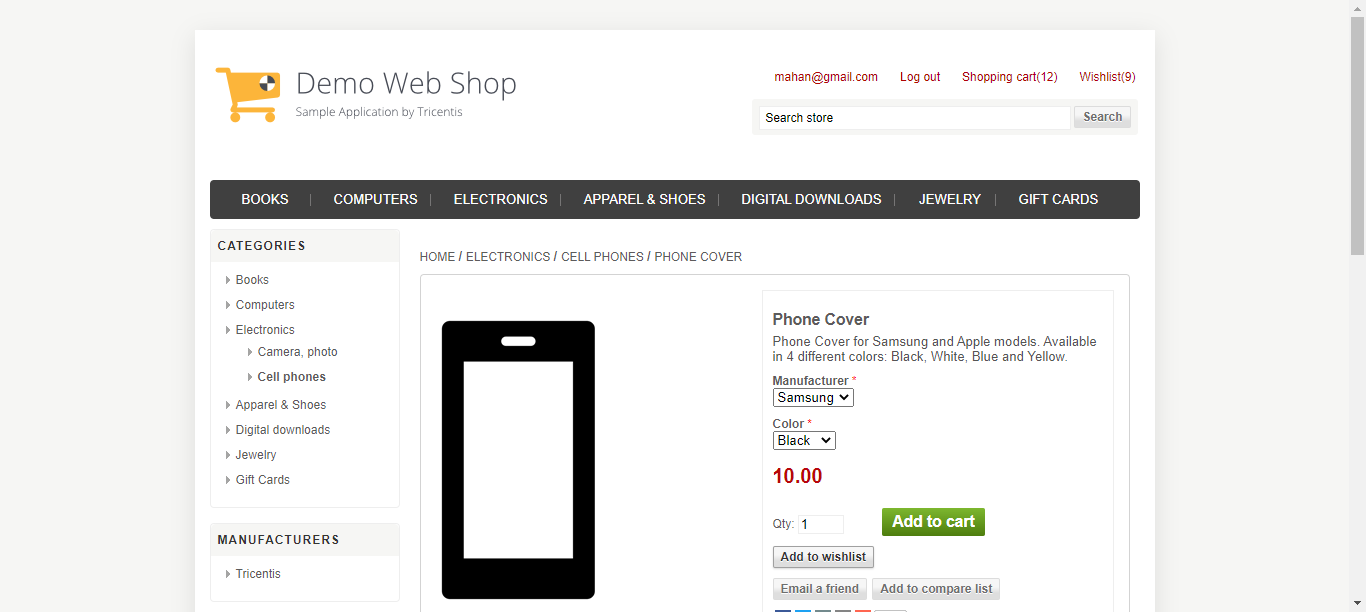 Demo Web Shop
Sample Application by Tricentis
mahan@gmail.com Log out Shopping cart(12) Wishlist(9)
Search store Search
BOOKS COMPUTERS ELECTRONICS APPAREL & SHOES DIGITAL DOWNLOADS JEWELRY GIFT CARDS
CATEGORIES
Books
Computers
Electronics
Camera, photo
Cell phones
Apparel & Shoes
Digital downloads
Jewelry
Gift Cards
MANUFACTURERS
Tricentis
HOME / ELECTRONICS / CELL PHONES / PHONE COVER
Phone Cover
Phone Cover for Samsung and Apple models. Available
in 4 different colors: Black, White, Blue and Yellow.
Manufacturer *
Samsung
Color *
Black
10.00
Qty: 1 Add to cart
Add to wishlist
Email a friend Add to compare list